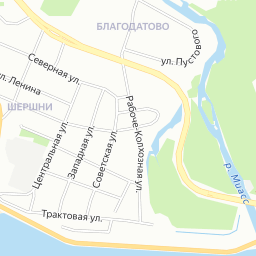 БЛАГОДАТОВО
Северная ул.
ул. Пустового
ул. Ленина
ШЕРШНИ
Рабоче-Колхозная ул.
Центральная ул.
Западная ул.
Советская ул.
р. Миасс
Трактовая ул.